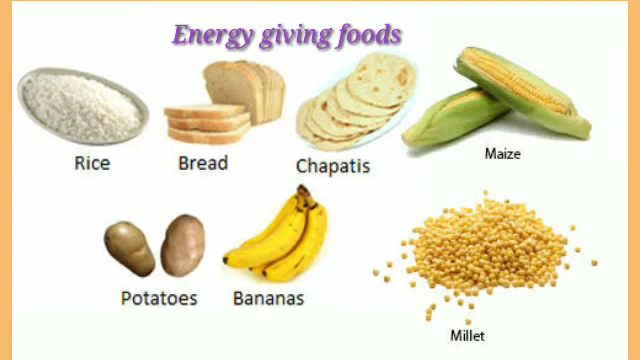 Energy giving foods
Rice
Bread
Chapatis
Maize
Potatoes
Bananas
Millet